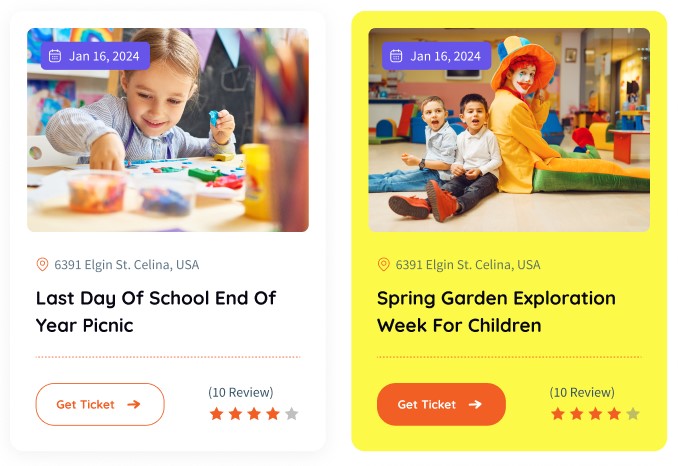 Jan 16, 2024
6391 Elgin St. Celina, USA
Last Day Of School End Of
Year Picnic
Get Ticket
(10 Review)
Jan 16, 2024
6391 Elgin St. Celina, USA
Spring Garden Exploration
Week For Children
Get Ticket
(10 Review)